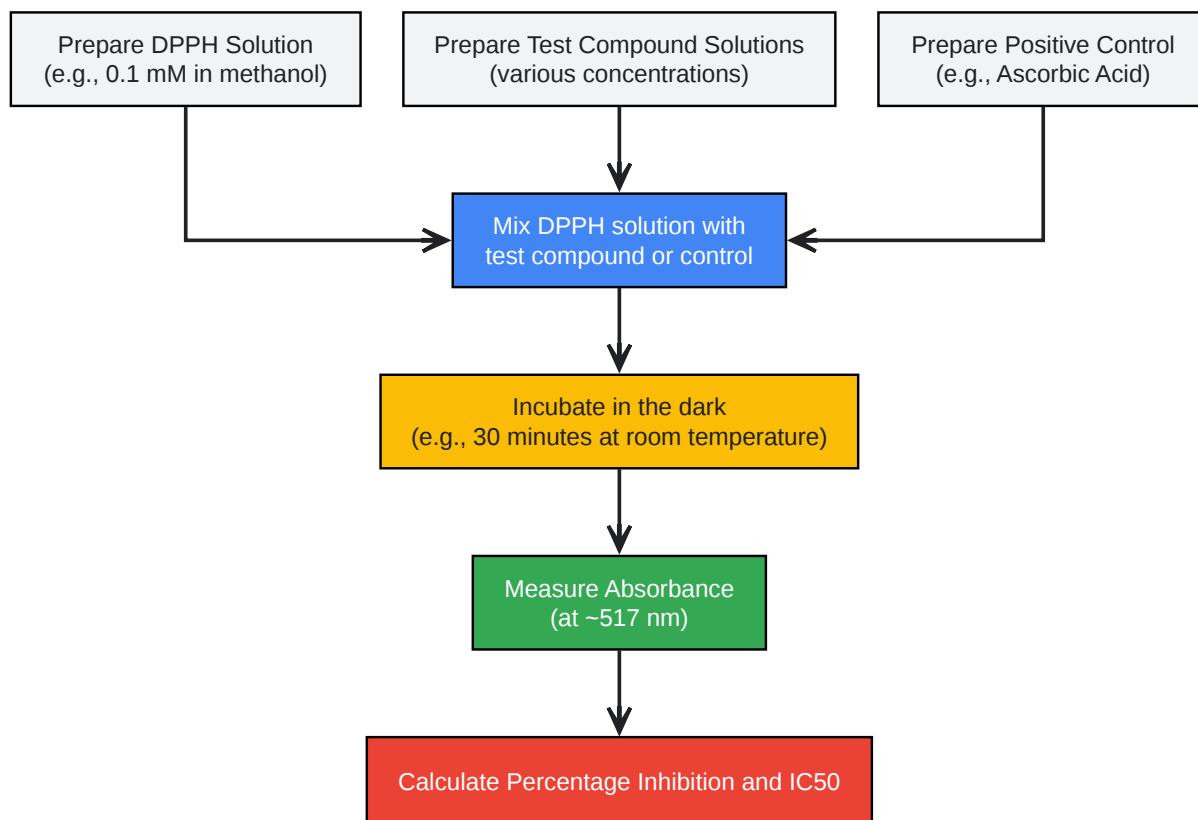 Prepare DPPH Solution
(e.g., 0.1 mM in methanol)
Prepare Test Compound Solutions
(various concentrations)
Prepare Positive Control
(e.g., Ascorbic Acid)
Mix DPPH solution with
test compound or control
Incubate in the dark
(e.g., 30 minutes at room temperature)
Measure Absorbance
(at ~517 nm)
Calculate Percentage Inhibition and IC50